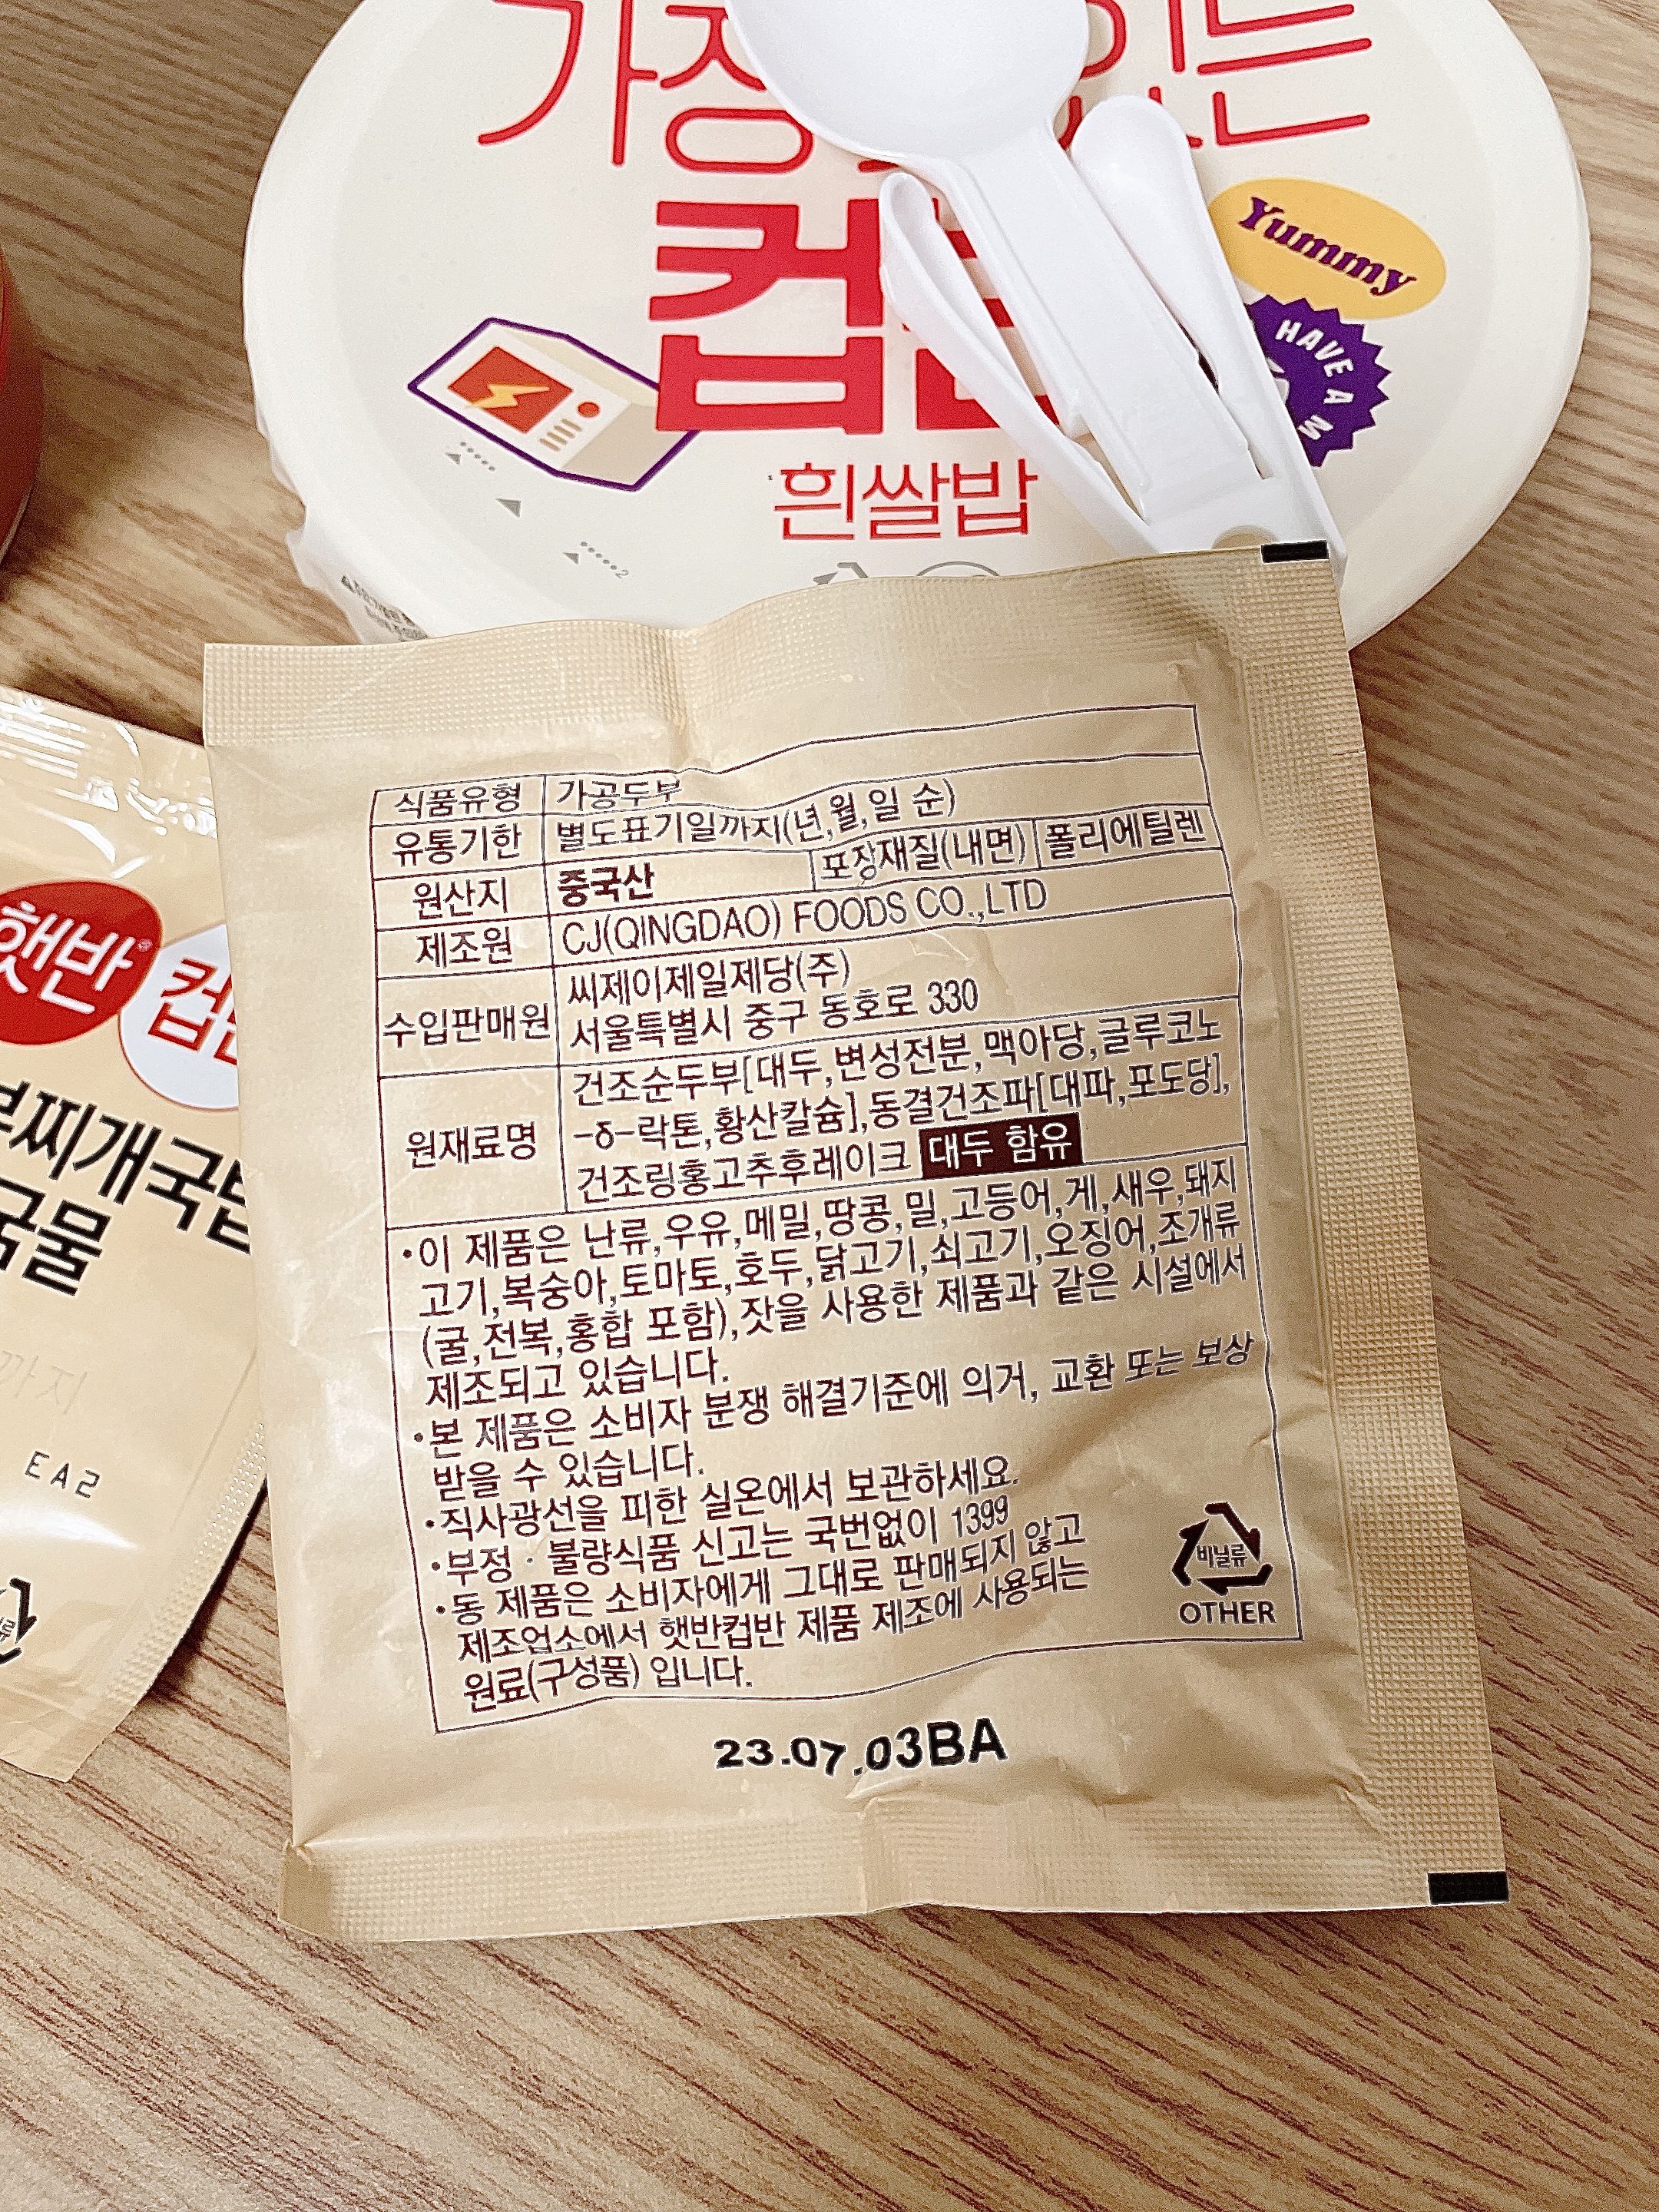 컵
흰쌀밥
Yummy
HAVE A
식품유형 가공두부
유통기한 별도표기일까지(년,월,일 순)
원산지 중국산 포장재질(내면) 폴리에틸렌
제조원 CJ(QINGDAO) FOODS CO.,LTD
수입판매원 씨제이제일제당(주)
서울특별시 중구 동호로 330
원재료명 건조순두부[대두,변성전분,맥아당,글루코노
-δ-락톤,황산칼슘],동결건조파[대파,포도당],
건조링홍고추후레이크 대두 함유
•이 제품은 난류,우유,메밀,땅콩,밀,고등어,게,새우,돼지
고기,복숭아,토마토,호두,닭고기,쇠고기,오징어,조개류
(굴,전복,홍합 포함),잣을 사용한 제품과 같은 시설에서
제조되고 있습니다.
•본 제품은 소비자 분쟁 해결기준에 의거, 교환 또는 보상
받을 수 있습니다.
•직사광선을 피한 실온에서 보관하세요.
•부정·불량식품 신고는 국번없이 1399
•동 제품은 소비자에게 그대로 판매되지 않고
제조업소에서 햇반컵반 제품 제조에 사용되는
원료(구성품) 입니다.
비닐류
OTHER
23.07.03BA
햇반
컵
찌개국밥
국물
까지
EA2